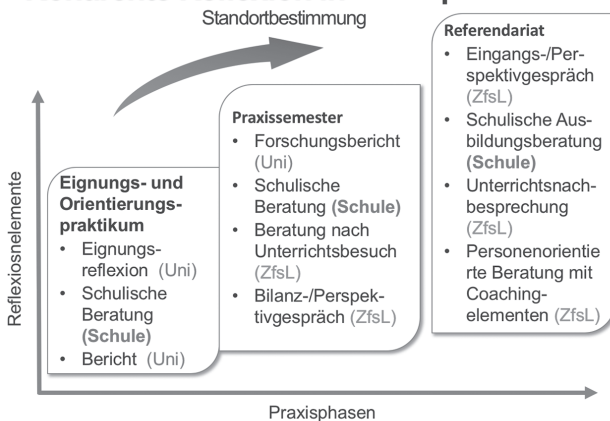 Standortbestimmung
Referendariat
• Eingangs-/Per-
spektivgespräch
(ZfsL)
• Schulische Aus-
bildungsberatung
(Schule)
• Unterrichtsnach-
besprechung
(ZfsL)
• Personenorientie
rte Beratung mit
Coaching-
elementen (ZfsL)
Praxissemester
• Forschungsbericht
(Uni)
• Schulische
Beratung (Schule)
• Beratung nach
Unterrichtsbesuch
(ZfsL)
• Bilanz-/Perspek-
tivgespräch (ZfsL)
Eignungs- und
Orientierungs-
praktikum
• Eignungs-
reflexion (Uni)
• Schulische
Beratung
(Schule)
• Bericht (Uni)
Reflexiosnelemente
Praxisphasen